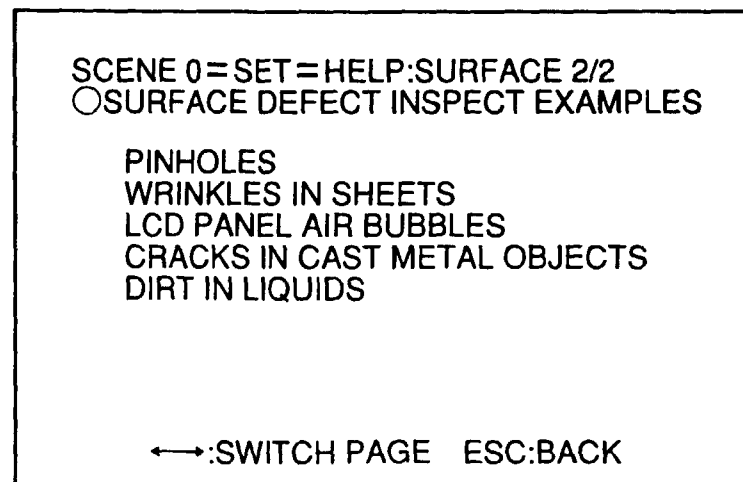 SCENE 0=SET=HELP:SURFACE 2/2
○SURFACE DEFECT INSPECT EXAMPLES
PINHOLES
WRINKLES IN SHEETS
LCD PANEL AIR BUBBLES
CRACKS IN CAST METAL OBJECTS
DIRT IN LIQUIDS
←→:SWITCH PAGE ESC:BACK